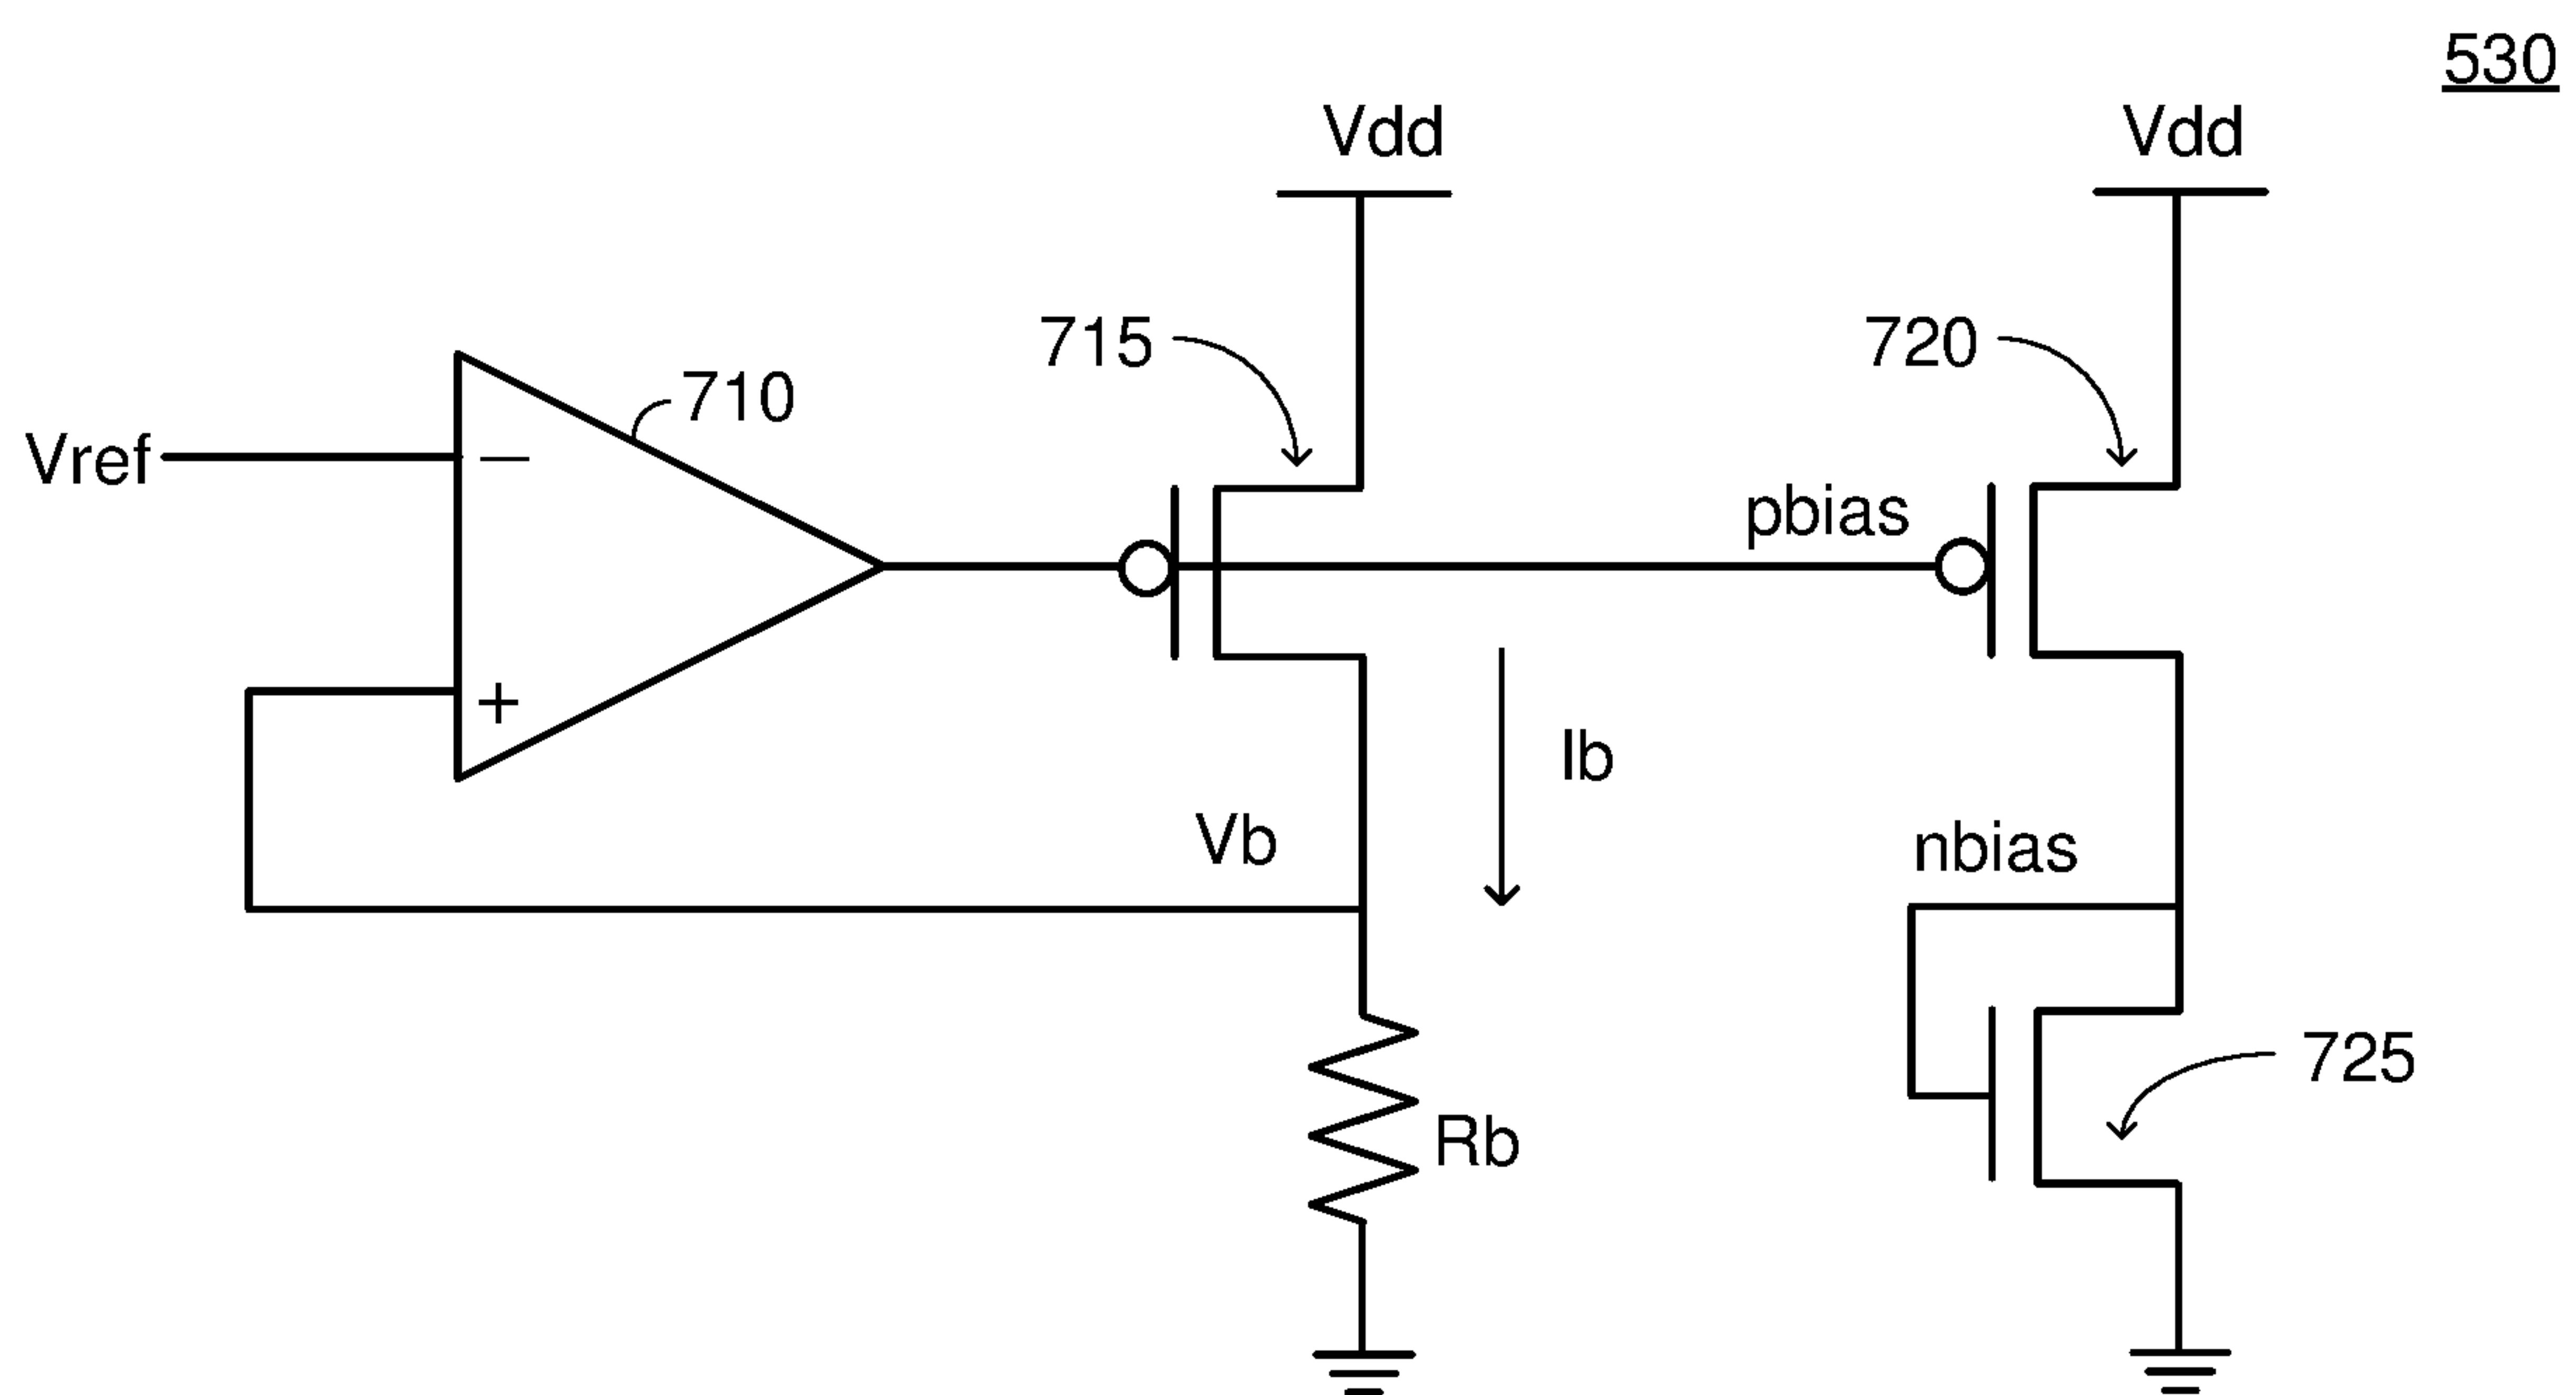 530
Vdd
Vdd
715
720
710
Vref
−
pbias
+
Ib
Vb
nbias
725
Rb